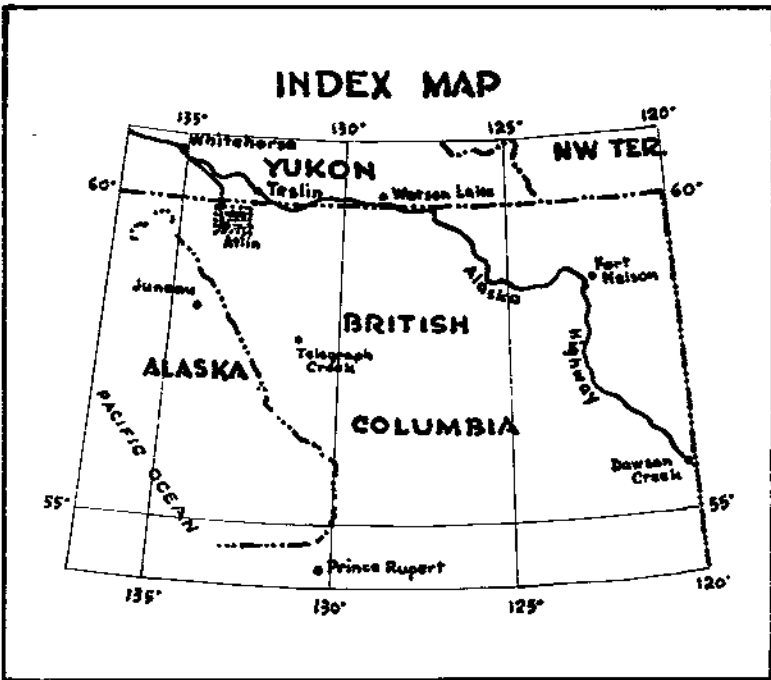 INDEX MAP
135° 130° 125° 120°
Whitehorse
YUKON
NW TER.
60° Teslin Watson Lake 60°
Atlin
Juneau
Alaska
Fort
Nelson
BRITISH
Telegraph
Creek
ALASKA
Highway
PACIFIC OCEAN
COLUMBIA
Dawson
Creek
55° 55°
Prince Rupert
135° 130° 125° 120°